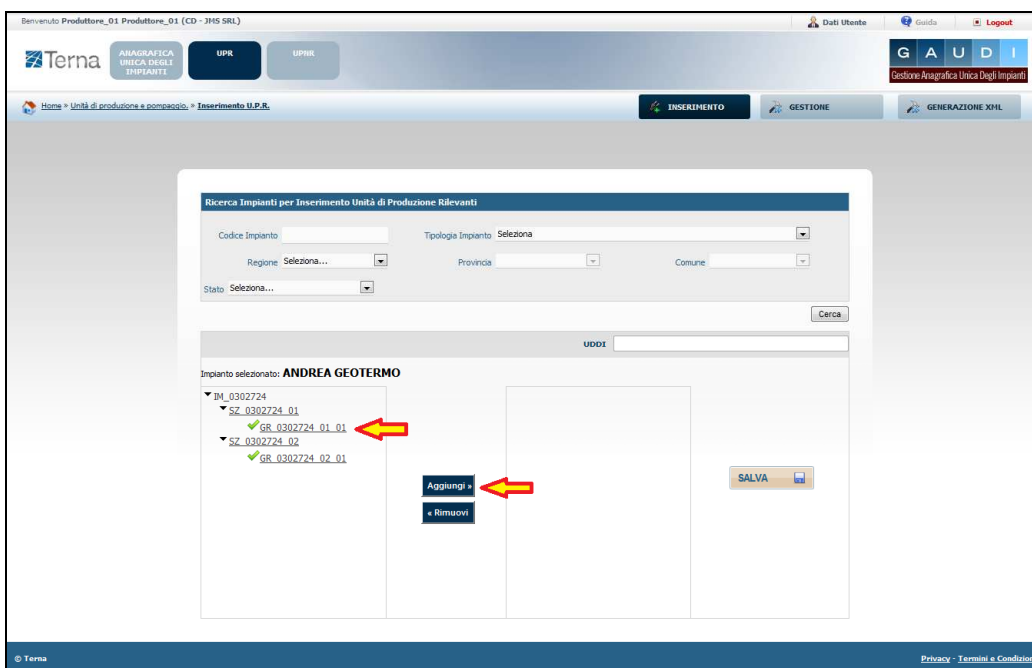 Benvenuto Produttore_01 Produttore_01 (CD - JMS SRL)
Dati Utente
Guida
Logout
Terna
ANAGRAFICA
UNICA DEGLI
IMPIANTI
UPR
UPNR
G A U D I
Gestione Anagrafica Unica Degli Impianti
Home » Unità di produzione e pompaggio. » Inserimento U.P.R.
INSERIMENTO
GESTIONE
GENERAZIONE XML
Ricerca Impianti per Inserimento Unità di Produzione Rilevanti
Codice Impianto
Tipologia Impianto Seleziona
Regione Seleziona...
Provincia
Comune
Stato Seleziona...
Cerca
UDDI
Impianto selezionato: ANDREA GEOTERMO
IM_0302724
SZ_0302724_01
GR_0302724_01_01
SZ_0302724_02
GR_0302724_02_01
Aggiungi »
« Rimuovi
SALVA
© Terna
Privacy - Termini e Condizion